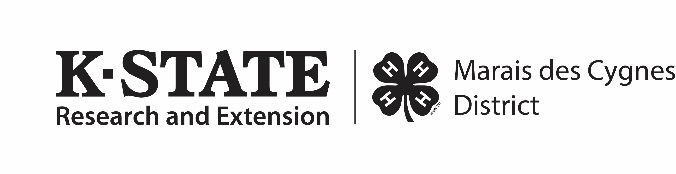 K-STATE
Research and Extension
H H
H H
Marais des Cygnes
District